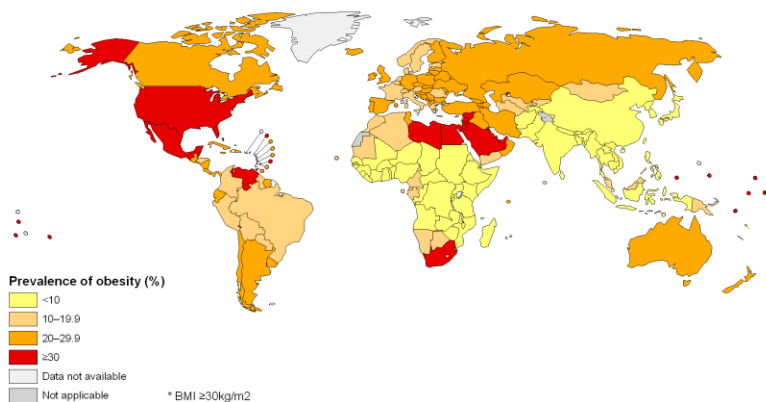 Prevalence of obesity (%)
<10
10–19.9
20–29.9
≥30
Data not available
Not applicable
* BMI ≥30kg/m2